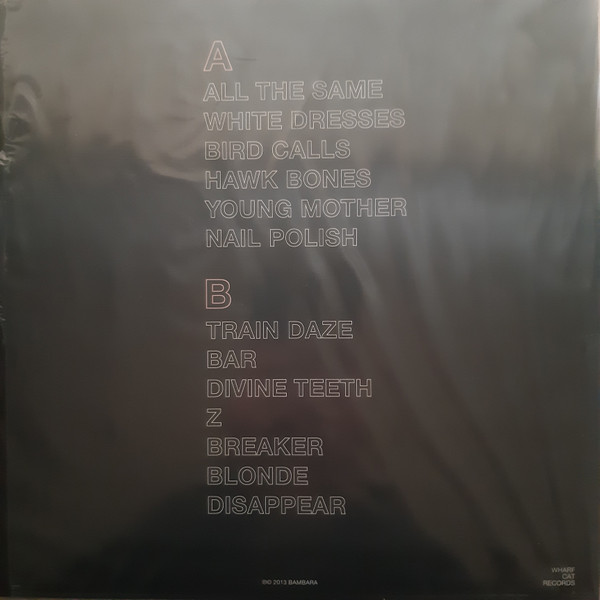 A
ALL THE SAME
WHITE DRESSES
BIRD CALLS
HAWK BONES
YOUNG MOTHER
NAIL POLISH
B
TRAIN DAZE
BAR
DIVINE TEETH
Z
BREAKER
BLONDE
DISAPPEAR
℗© 2013 BAMBARA
WHARF
CAT
RECORDS